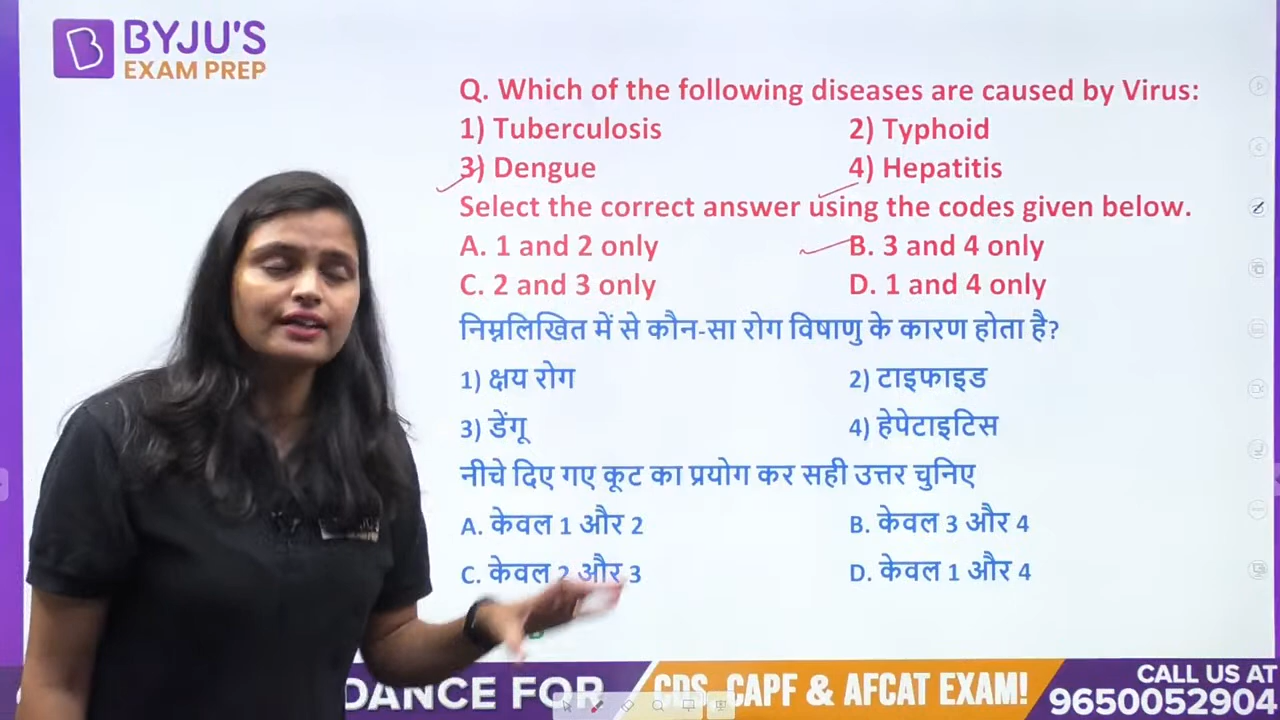 BYJU'S
EXAM PREP
Q. Which of the following diseases are caused by Virus:
1) Tuberculosis 2) Typhoid
3) Dengue 4) Hepatitis
Select the correct answer using the codes given below.
A. 1 and 2 only B. 3 and 4 only
C. 2 and 3 only D. 1 and 4 only
निम्नलिखित में से कौन-सा रोग विषाणु के कारण होता है?
1) क्षय रोग 2) टाइफाइड
3) डेंगू 4) हेपेटाइटिस
नीचे दिए गए कूट का प्रयोग कर सही उत्तर चुनिए
A. केवल 1 और 2 B. केवल 3 और 4
C. केवल 2 और 3 D. केवल 1 और 4
DANCE FOR CDS, CAPF & AFCAT EXAM!
CALL US AT
9650052904